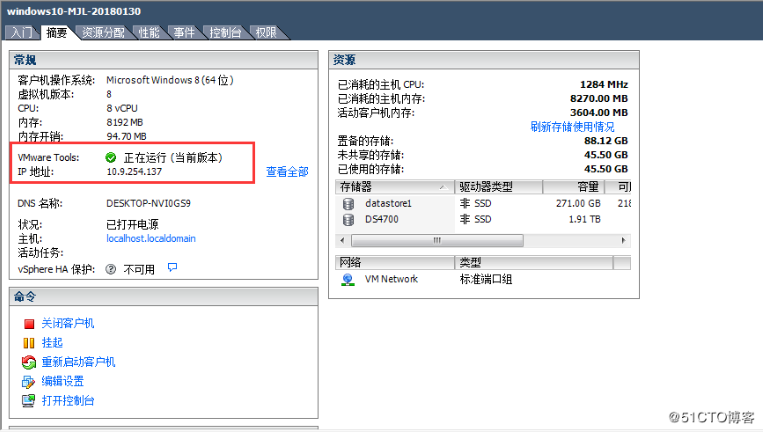 windows10-MJL-20180130
入门 摘要 资源分配 性能 事件 控制台 权限
常规
客户机操作系统: Microsoft Windows 8 (64 位)
虚拟机版本: 8
CPU: 8 vCPU
内存: 8192 MB
内存开销: 94.70 MB
VMware Tools: 正在运行 (当前版本)
IP 地址: 10.9.254.137 查看全部
DNS 名称: DESKTOP-NVI0GS9
状况: 已打开电源
主机: localhost.localdomain
活动任务:
vSphere HA 保护: 不可用
命令
关闭客户机
挂起
重新启动客户机
编辑设置
打开控制台
资源
已消耗的主机 CPU: 1284 MHz
已消耗的主机内存: 8270.00 MB
活动客户机内存: 3604.00 MB
刷新存储使用情况
置备的存储: 88.12 GB
未共享的存储: 45.50 GB
已使用的存储: 45.50 GB
存储器 驱动器类型 容量
datastore1 非 SSD 271.00 GB 218
DS4700 非 SSD 1.91 TB
网络 类型
VM Network 标准端口组
@51CTO博客